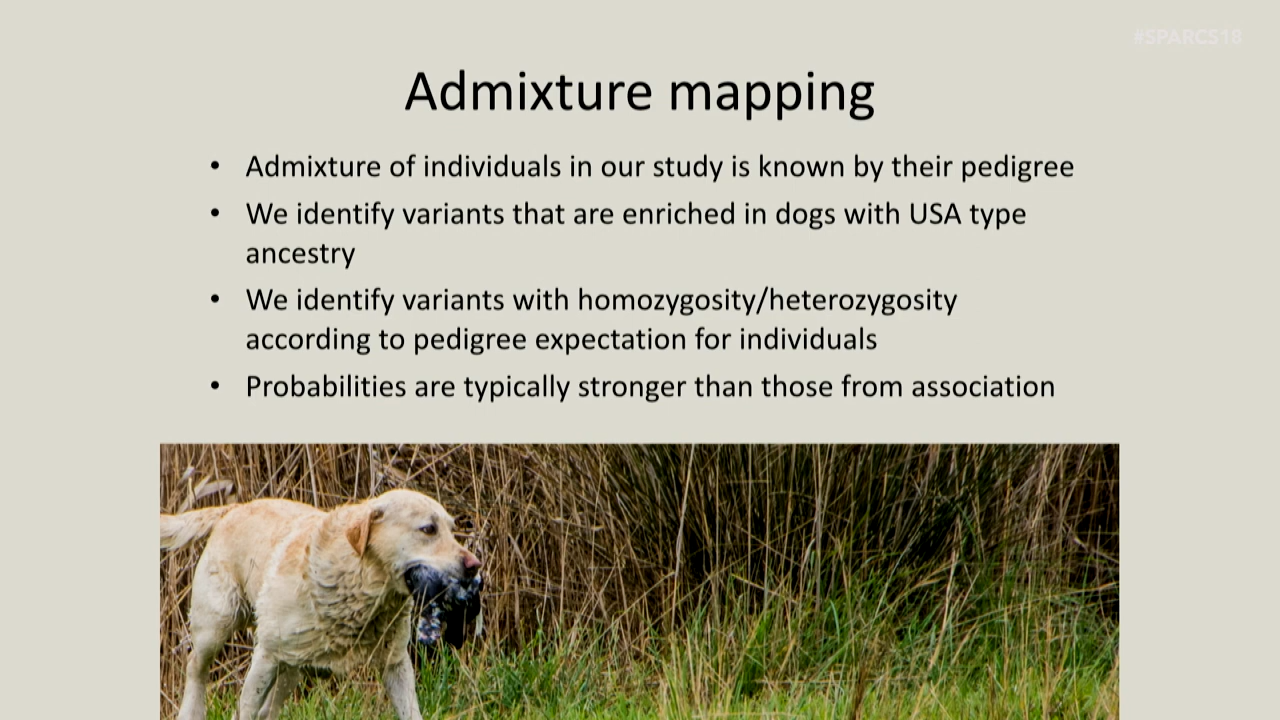 #SPARCS18
Admixture mapping
• Admixture of individuals in our study is known by their pedigree
• We identify variants that are enriched in dogs with USA type
ancestry
• We identify variants with homozygosity/heterozygosity
according to pedigree expectation for individuals
• Probabilities are typically stronger than those from association